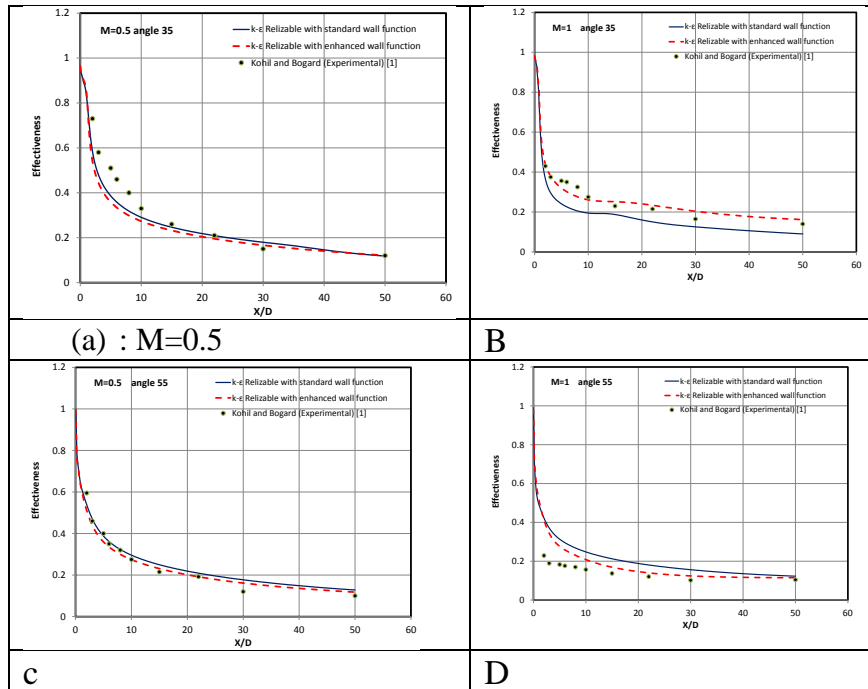 M=0.5 angle 35
k-ε Relizable with standard wall function
k-ε Relizable with enhanced wall function
Kohil and Bogard (Experimental) [1]
Effectiveness
1.2
1
0.8
0.6
0.4
0.2
0
0 10 20 30 40 50 60
X/D
(a) : M=0.5
M=1 angle 35
k-ε Relizable with standard wall function
k-ε Relizable with enhanced wall function
Kohil and Bogard (Experimental) [1]
Effectiveness
1.2
1
0.8
0.6
0.4
0.2
0
0 10 20 30 40 50 60
X/D
B
M=0.5 angle 55
k-ε Relizable with standard wall function
k-ε Relizable with enhanced wall function
Kohil and Bogard (Experimental) [1]
Effectiveness
1.2
1
0.8
0.6
0.4
0.2
0
0 10 20 30 40 50 60
X/D
c
M=1 angle 55
k-ε Relizable with standard wall function
k-ε Relizable with enhanced wall function
Kohil and Bogard (Experimental) [1]
Effectiveness
1.2
1
0.8
0.6
0.4
0.2
0
0 10 20 30 40 50 60
X/D
D